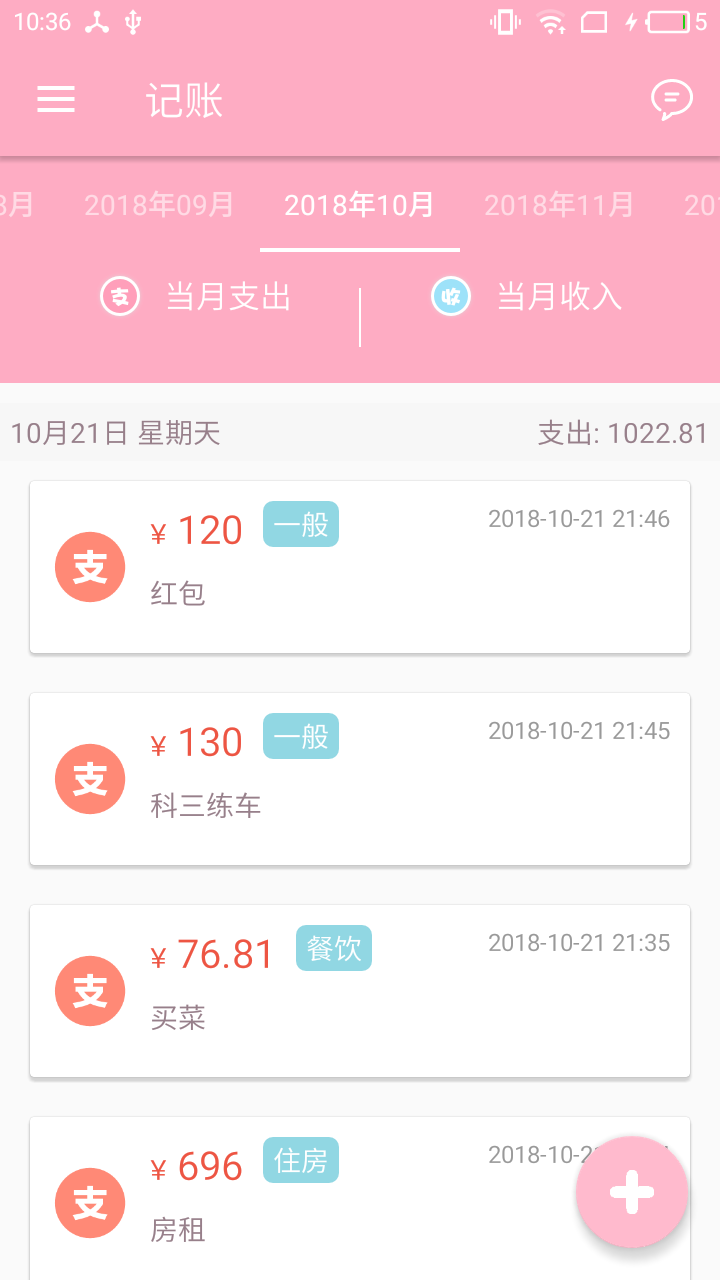 10:36 5
记账
8月 2018年09月 2018年10月 2018年11月 20
支 当月支出 收 当月收入
10月21日 星期天 支出: 1022.81
¥ 120 一般 2018-10-21 21:46
支
红包
¥ 130 一般 2018-10-21 21:45
支
科三练车
¥ 76.81 餐饮 2018-10-21 21:35
支
买菜
¥ 696 住房 2018-10-2
支
房租